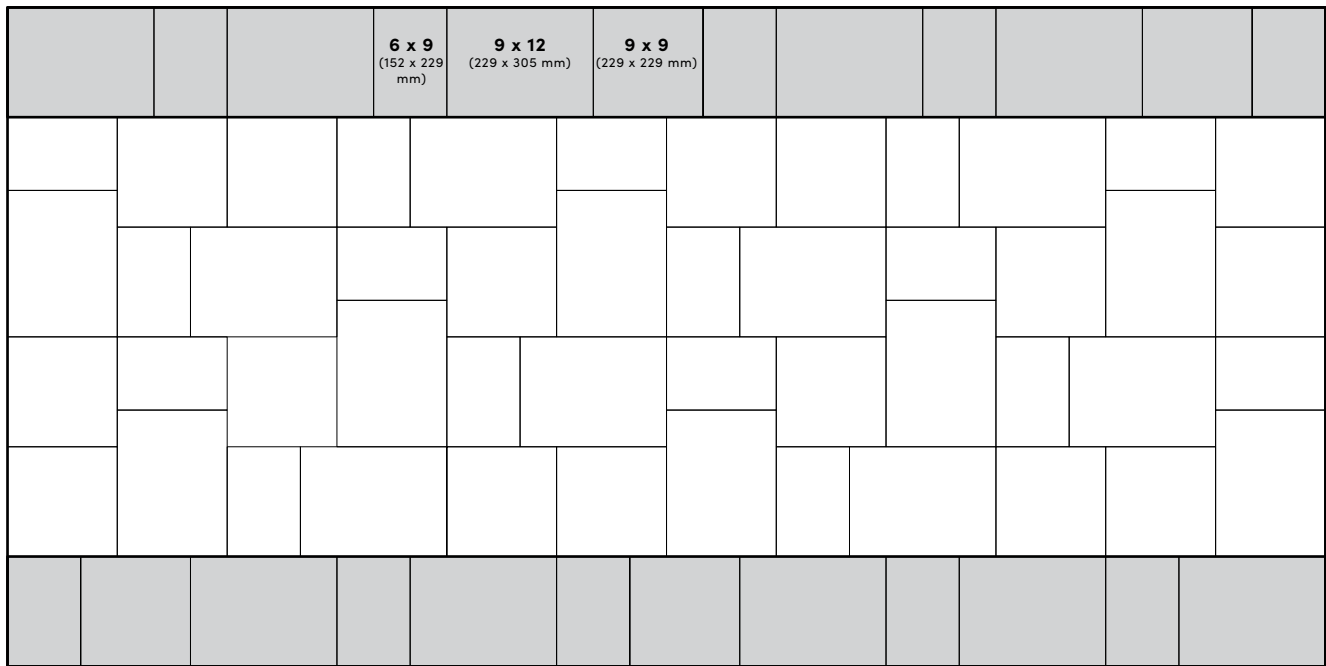 6 x 9
(152 x 229
mm)
9 x 12
(229 x 305 mm)
9 x 9
(229 x 229 mm)